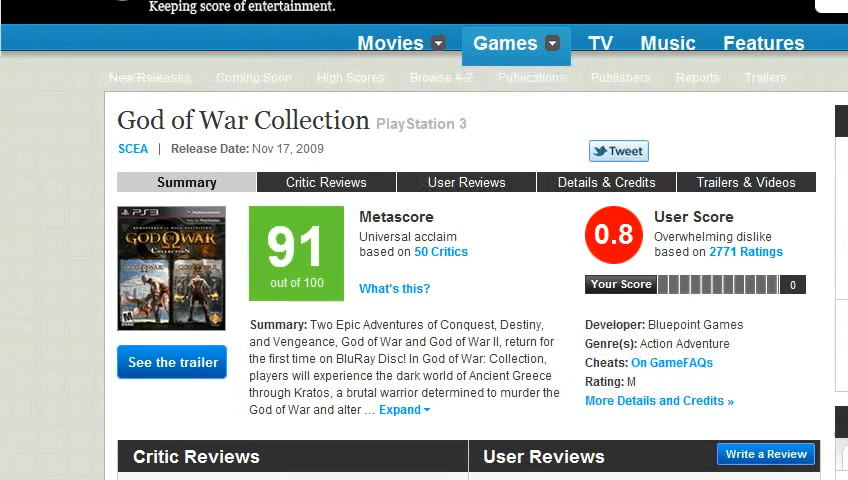 Keeping score of entertainment.
Movies Games TV Music Features
New Releases Coming Soon High Scores Browse A-Z Publications Publishers Reports Trailers
God of War Collection PlayStation 3
SCEA | Release Date: Nov 17, 2009
Tweet
Summary Critic Reviews User Reviews Details & Credits Trailers & Videos
PS3
GOD OF WAR
COLLECTION
91
out of 100
Metascore
Universal acclaim
based on 50 Critics
What's this?
0.8
User Score
Overwhelming dislike
based on 2771 Ratings
Your Score 0
See the trailer
Summary: Two Epic Adventures of Conquest, Destiny,
and Vengeance, God of War and God of War II, return for
the first time on BluRay Disc! In God of War: Collection,
players will experience the dark world of Ancient Greece
through Kratos, a brutal warrior determined to murder the
God of War and alter ... Expand
Developer: Bluepoint Games
Genre(s): Action Adventure
Cheats: On GameFAQs
Rating: M
More Details and Credits »
Critic Reviews
User Reviews Write a Review